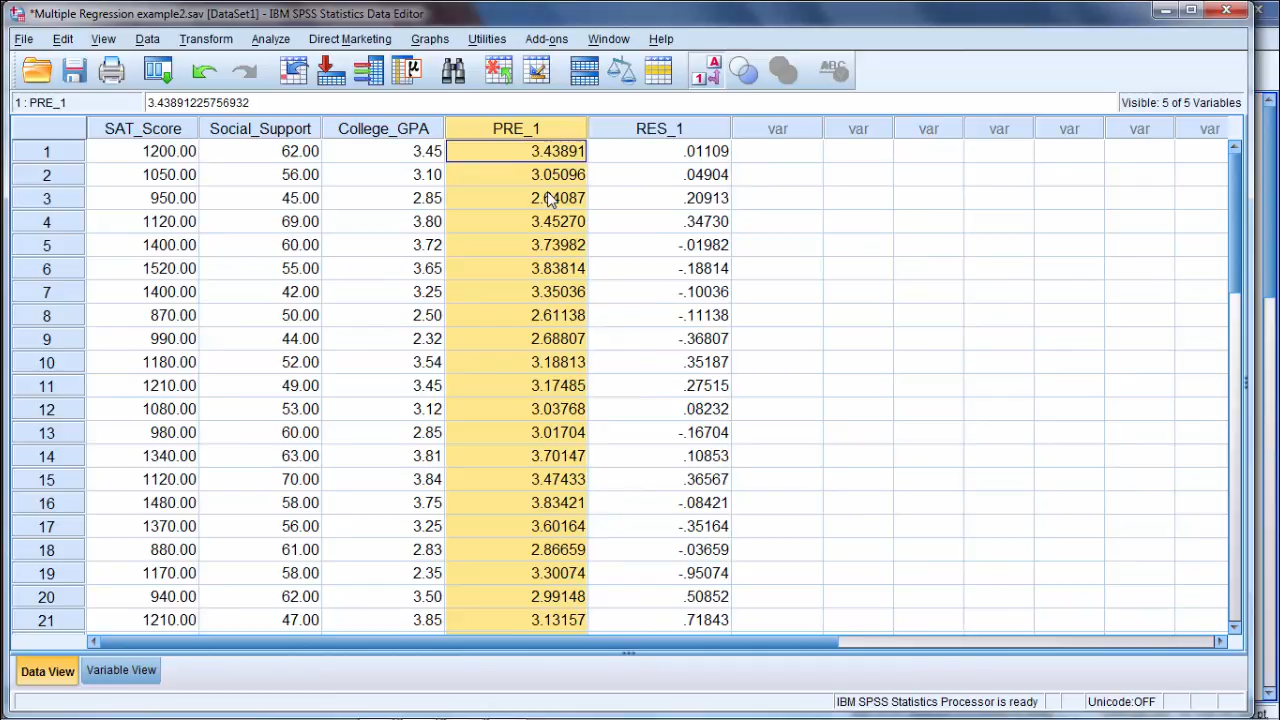 *Multiple Regression example2.sav [DataSet1] - IBM SPSS Statistics Data Editor
File Edit View Data Transform Analyze Direct Marketing Graphs Utilities Add-ons Window Help
1 : PRE_1 3.43891225756932 Visible: 5 of 5 Variables
SAT_Score Social_Support College_GPA PRE_1 RES_1 var var var var var var var
1 1200.00 62.00 3.45 3.43891 .01109
2 1050.00 56.00 3.10 3.05096 .04904
3 950.00 45.00 2.85 2.64087 .20913
4 1120.00 69.00 3.80 3.45270 .34730
5 1400.00 60.00 3.72 3.73982 -.01982
6 1520.00 55.00 3.65 3.83814 -.18814
7 1400.00 42.00 3.25 3.35036 -.10036
8 870.00 50.00 2.50 2.61138 -.11138
9 990.00 44.00 2.32 2.68807 -.36807
10 1180.00 52.00 3.54 3.18813 .35187
11 1210.00 49.00 3.45 3.17485 .27515
12 1080.00 53.00 3.12 3.03768 .08232
13 980.00 60.00 2.85 3.01704 -.16704
14 1340.00 63.00 3.81 3.70147 .10853
15 1120.00 70.00 3.84 3.47433 .36567
16 1480.00 58.00 3.75 3.83421 -.08421
17 1370.00 56.00 3.25 3.60164 -.35164
18 880.00 61.00 2.83 2.86659 -.03659
19 1170.00 58.00 2.35 3.30074 -.95074
20 940.00 62.00 3.50 2.99148 .50852
21 1210.00 47.00 3.85 3.13157 .71843
Data View Variable View
IBM SPSS Statistics Processor is ready Unicode:OFF